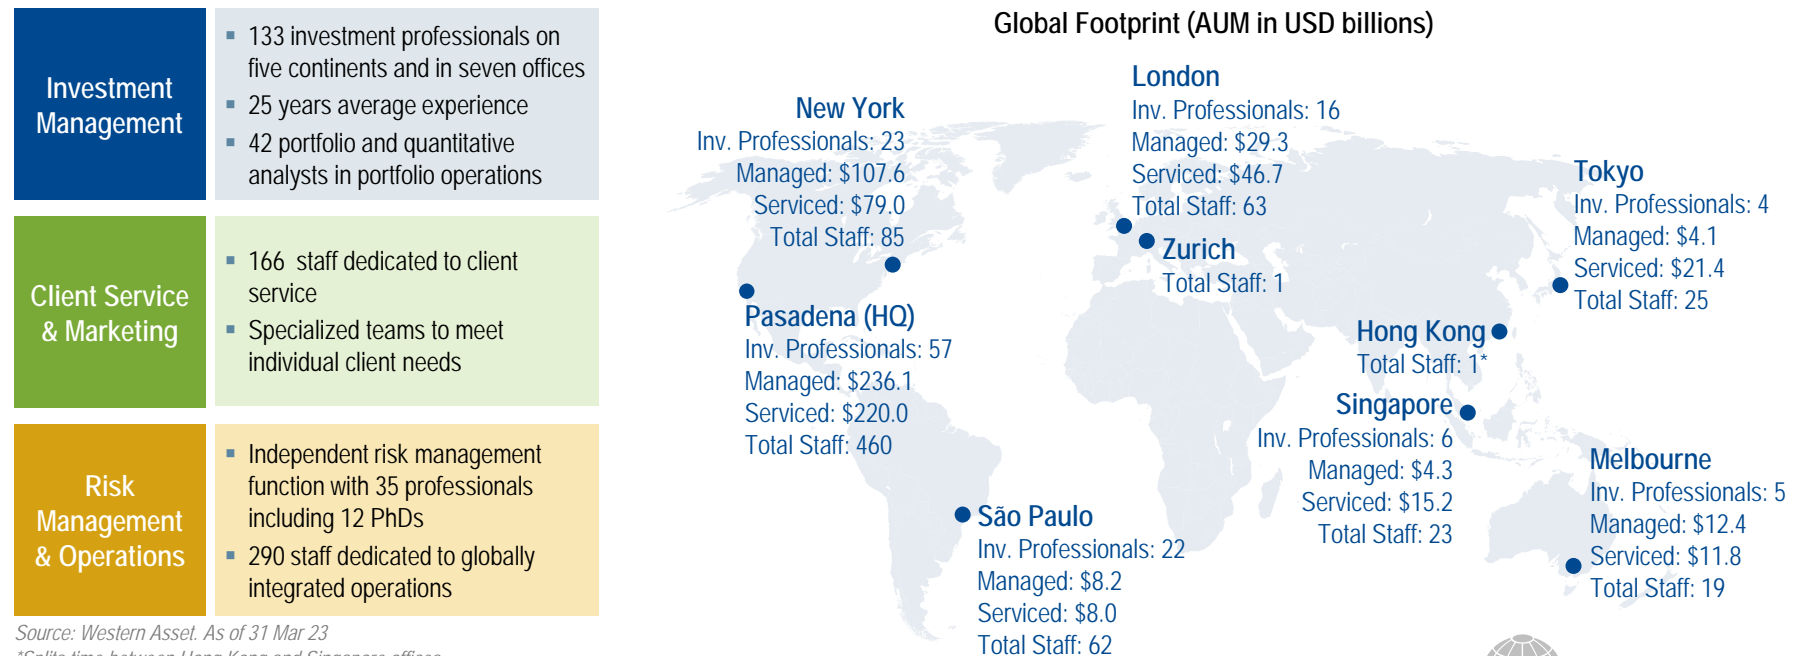 Investment
Management
▪ 133 investment professionals on
five continents and in seven offices
▪ 25 years average experience
▪ 42 portfolio and quantitative
analysts in portfolio operations
Client Service
& Marketing
▪ 166 staff dedicated to client
service
▪ Specialized teams to meet
individual client needs
Risk
Management
& Operations
▪ Independent risk management
function with 35 professionals
including 12 PhDs
▪ 290 staff dedicated to globally
integrated operations
Source: Western Asset. As of 31 Mar 23
*Splits time between Hong Kong and Singapore offices
Global Footprint (AUM in USD billions)
New York
Inv. Professionals: 23
Managed: $107.6
Serviced: $79.0
Total Staff: 85
London
Inv. Professionals: 16
Managed: $29.3
Serviced: $46.7
Total Staff: 63
Zurich
Total Staff: 1
Tokyo
Inv. Professionals: 4
Managed: $4.1
Serviced: $21.4
Total Staff: 25
Pasadena (HQ)
Inv. Professionals: 57
Managed: $236.1
Serviced: $220.0
Total Staff: 460
Hong Kong
Total Staff: 1*
Singapore
Inv. Professionals: 6
Managed: $4.3
Serviced: $15.2
Total Staff: 23
Melbourne
Inv. Professionals: 5
Managed: $12.4
Serviced: $11.8
Total Staff: 19
São Paulo
Inv. Professionals: 22
Managed: $8.2
Serviced: $8.0
Total Staff: 62